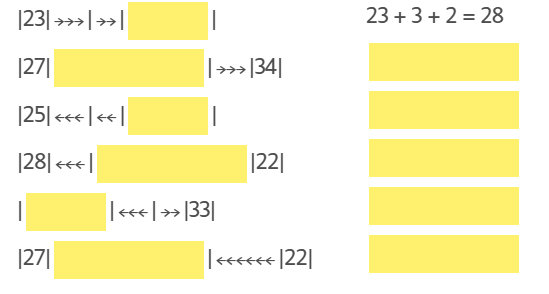 |23| →→→ | →→ | | 23 + 3 + 2 = 28
|27| | →→→ |34|
|25| ←←← | ←← | |
|28| ←←← | |22|
| | ←←← | →→ |33|
|27| | ←←←←←← |22|